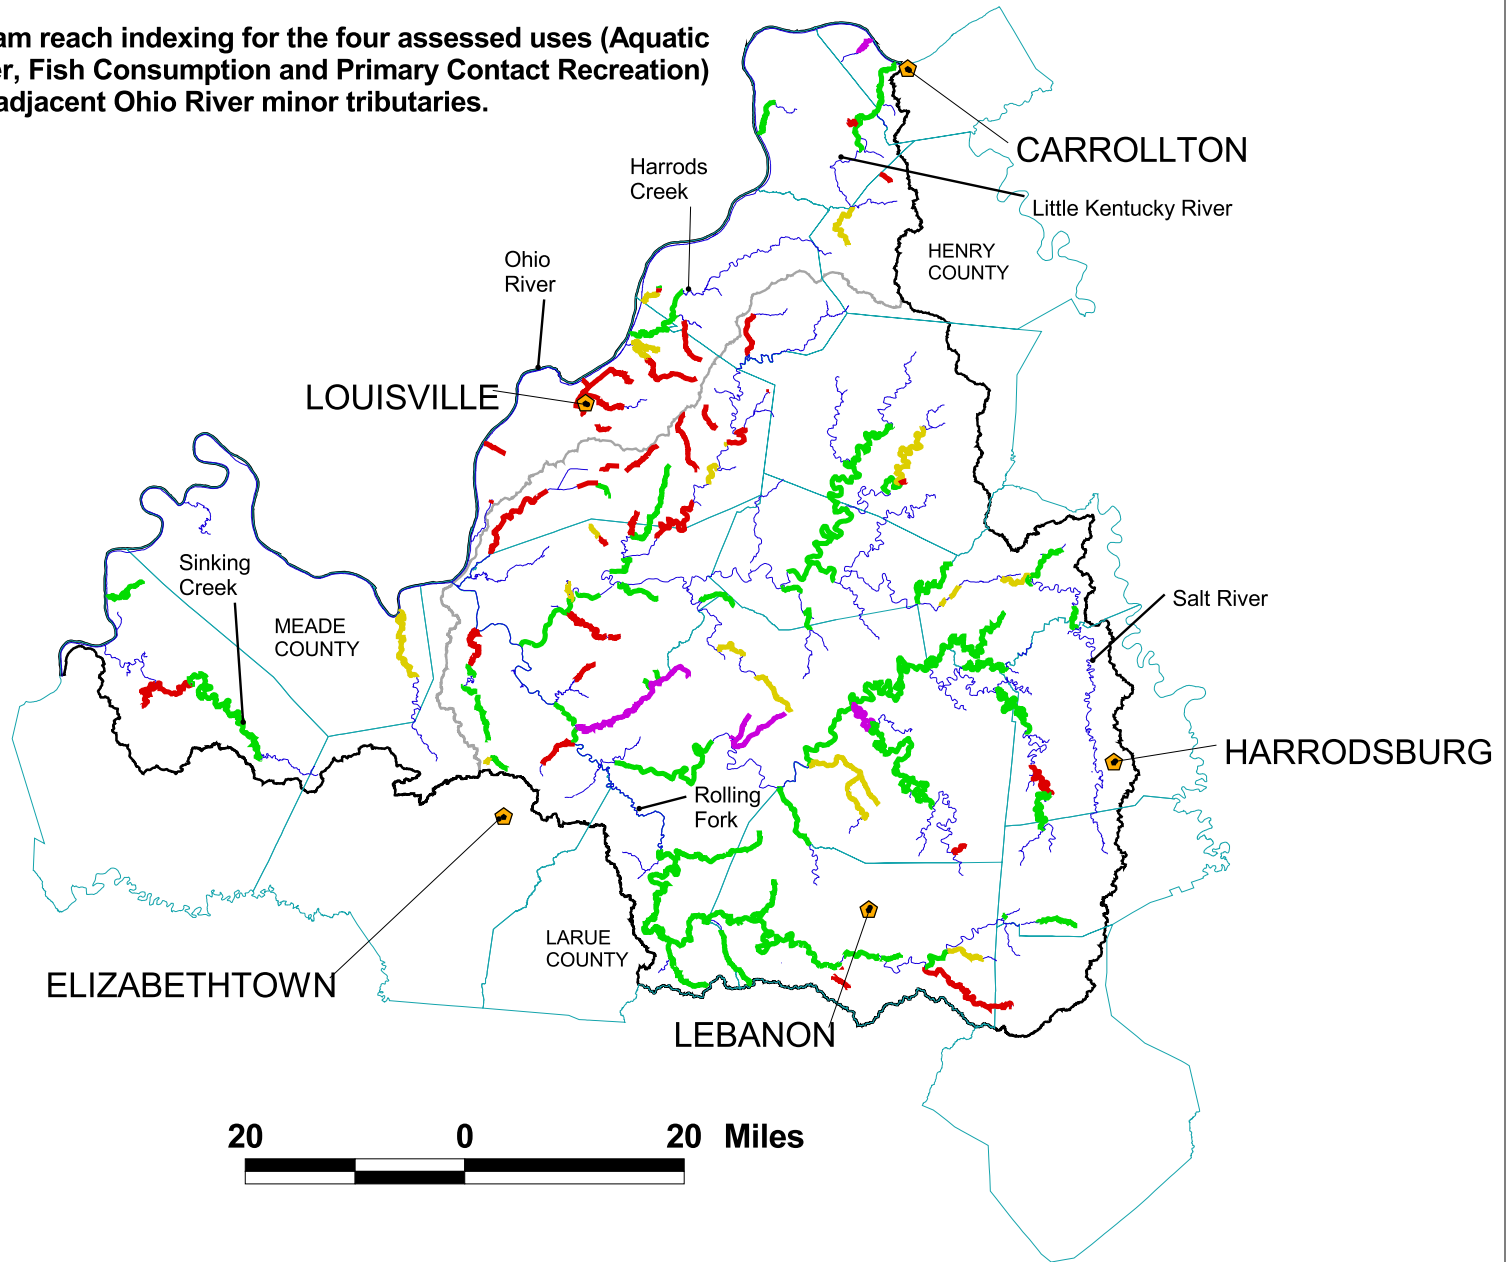 am reach indexing for the four assessed uses (Aquatic
er, Fish Consumption and Primary Contact Recreation)
adjacent Ohio River minor tributaries.
CARROLLTON
Harrods
Creek
Little Kentucky River
HENRY
COUNTY
Ohio
River
LOUISVILLE
Sinking
Creek
MEADE
COUNTY
Salt River
HARRODSBURG
Rolling
Fork
LARUE
COUNTY
ELIZABETHTOWN
LEBANON
20 0 20 Miles